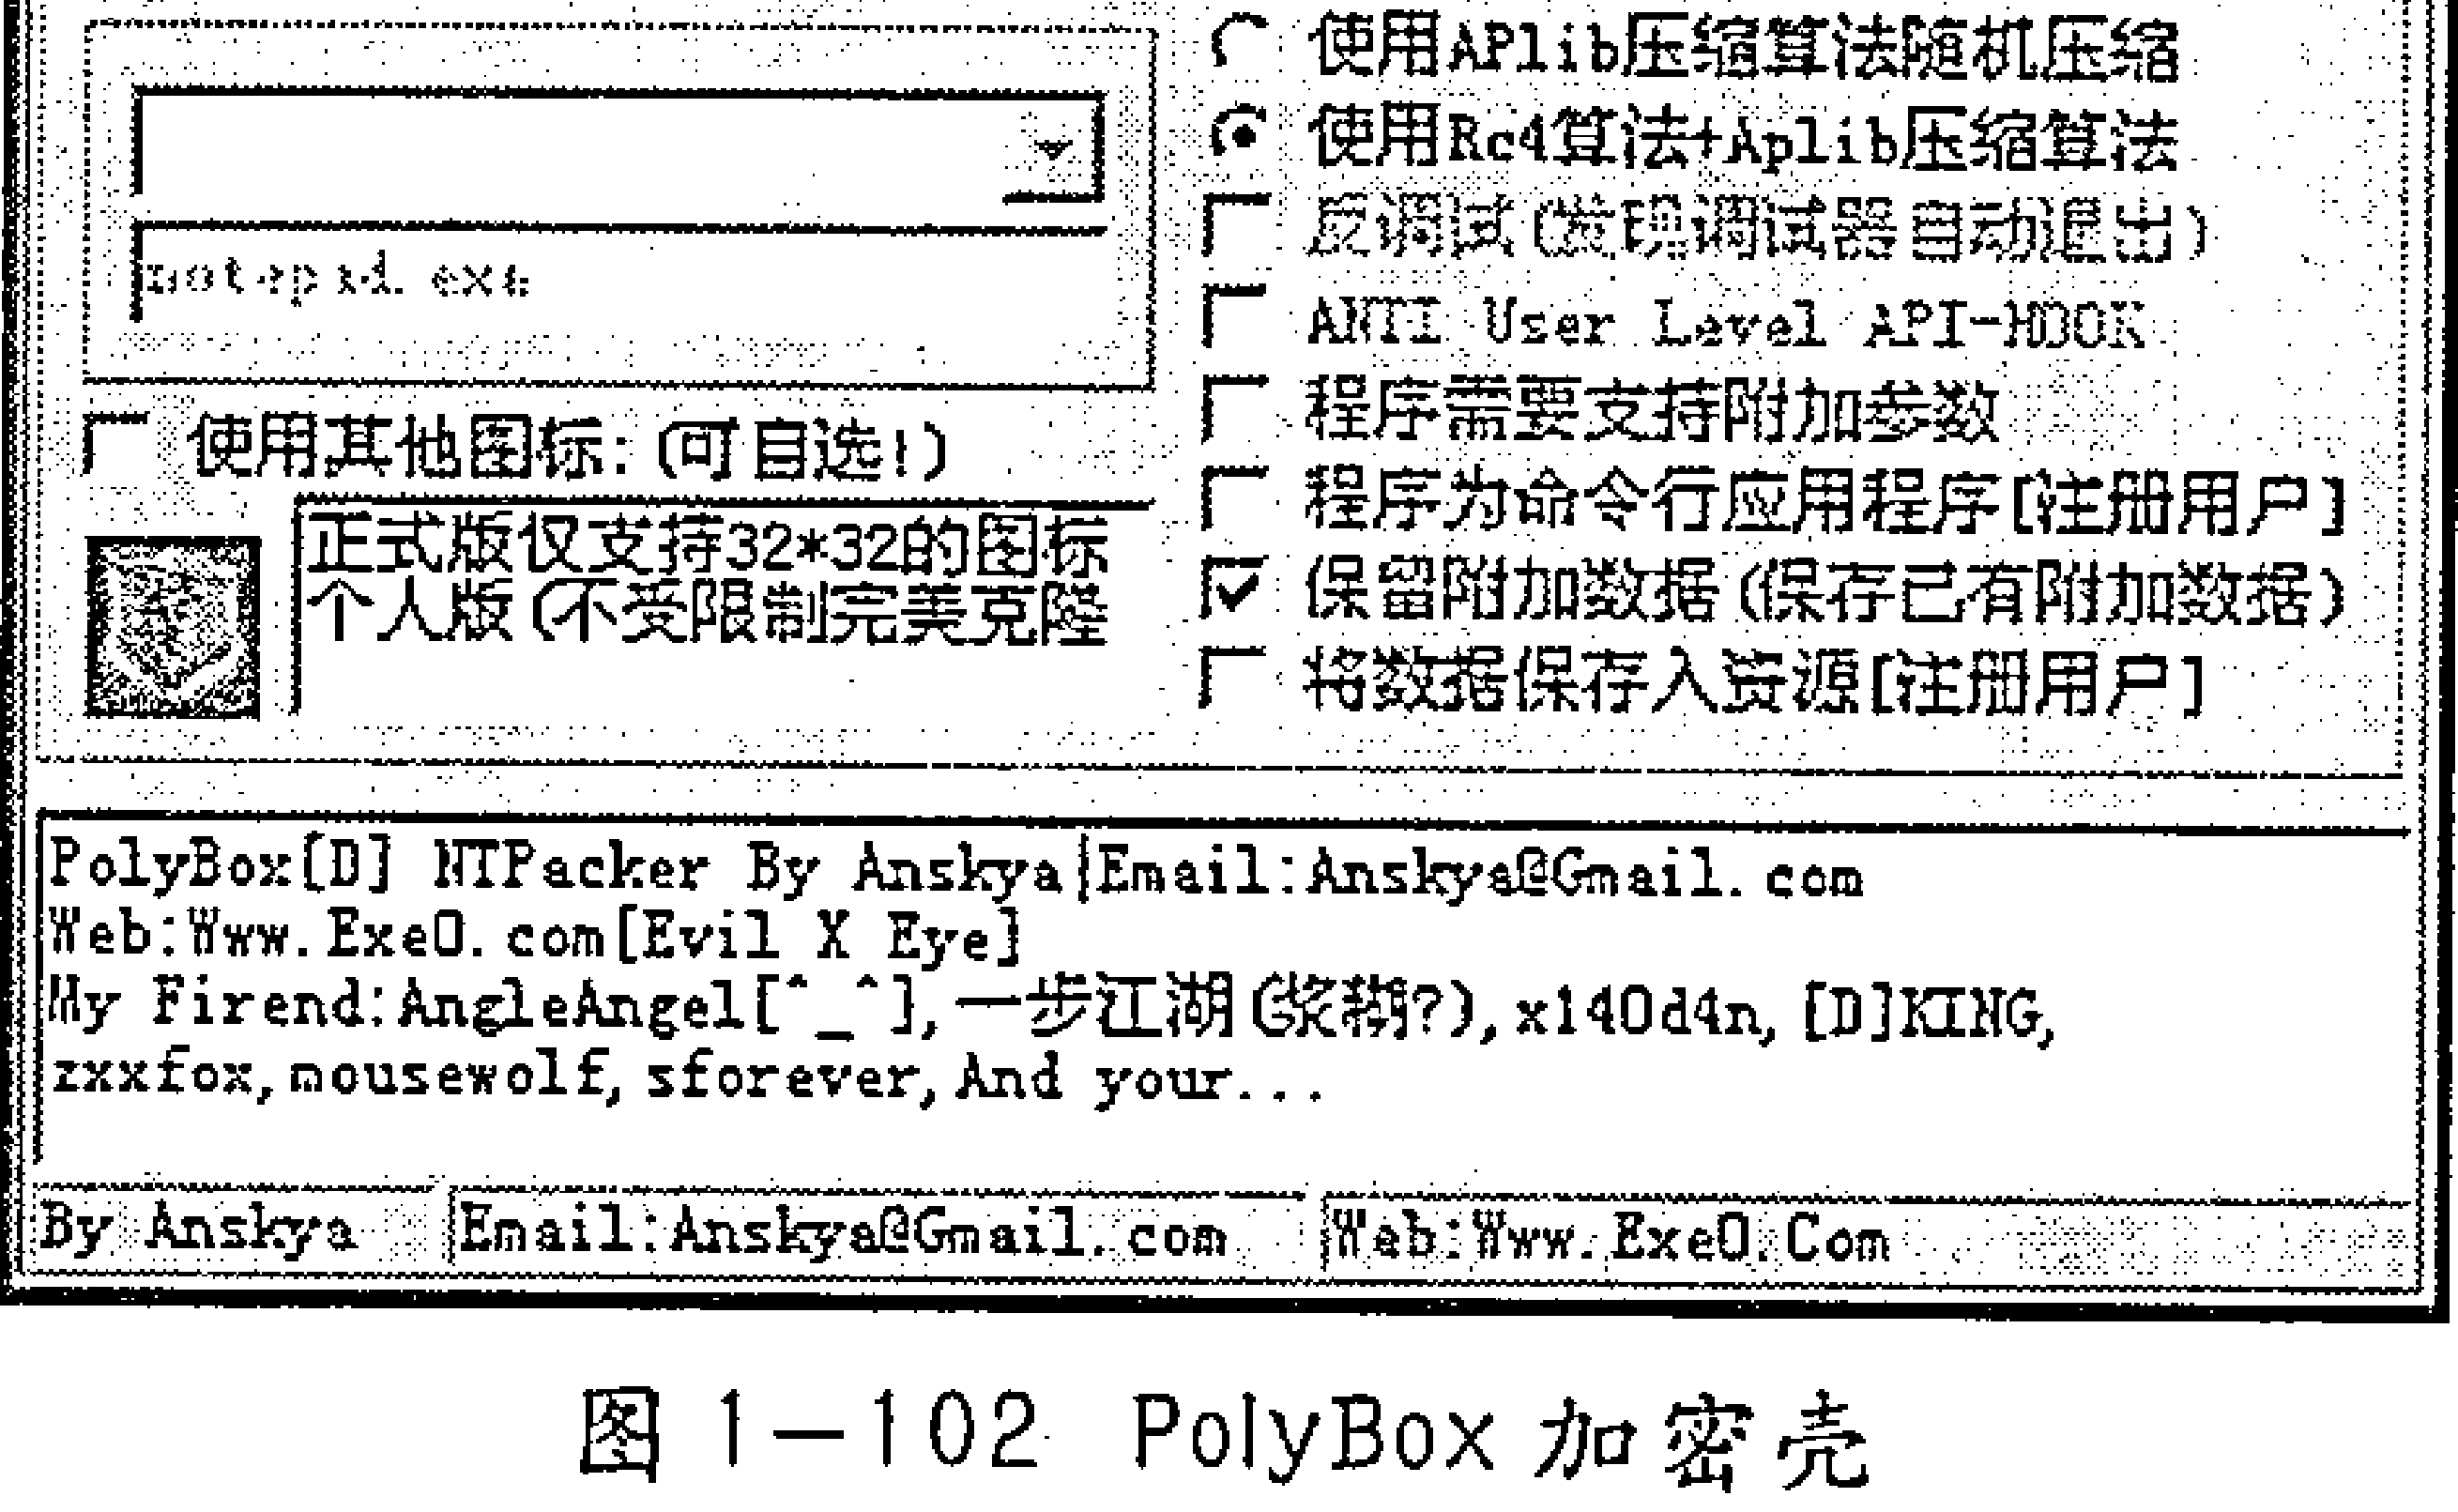 使用APlib压缩算法随机压缩
使用Rc4算法+Aplib压缩算法
反调试(发现调试器自动退出)
notepad.exe
ANTI User Level API-HOOK
程序需要支持附加参数
使用其他图标:(可自选!)
程序为命令行应用程序[注册用户]
正式版仅支持32*32的图标
个人版(不受限制完美克隆
保留附加数据(保存已有附加数据)
将数据保存入资源[注册用户]
PolyBox[D] NTPacker By Anskya|Email:Anskya@Gmail.com
Web:Www.Exe0.com[Evil X Eye]
My Firend:AngleAngel[^_^],一步江湖(浆糊?),x140d4n,[D]KING,
zxxfox,mousewolf,sforever,And your...
By Anskya
Email:Anskya@Gmail.com
Web:Www.Exe0.Com
图 1-102 PolyBox 加密壳